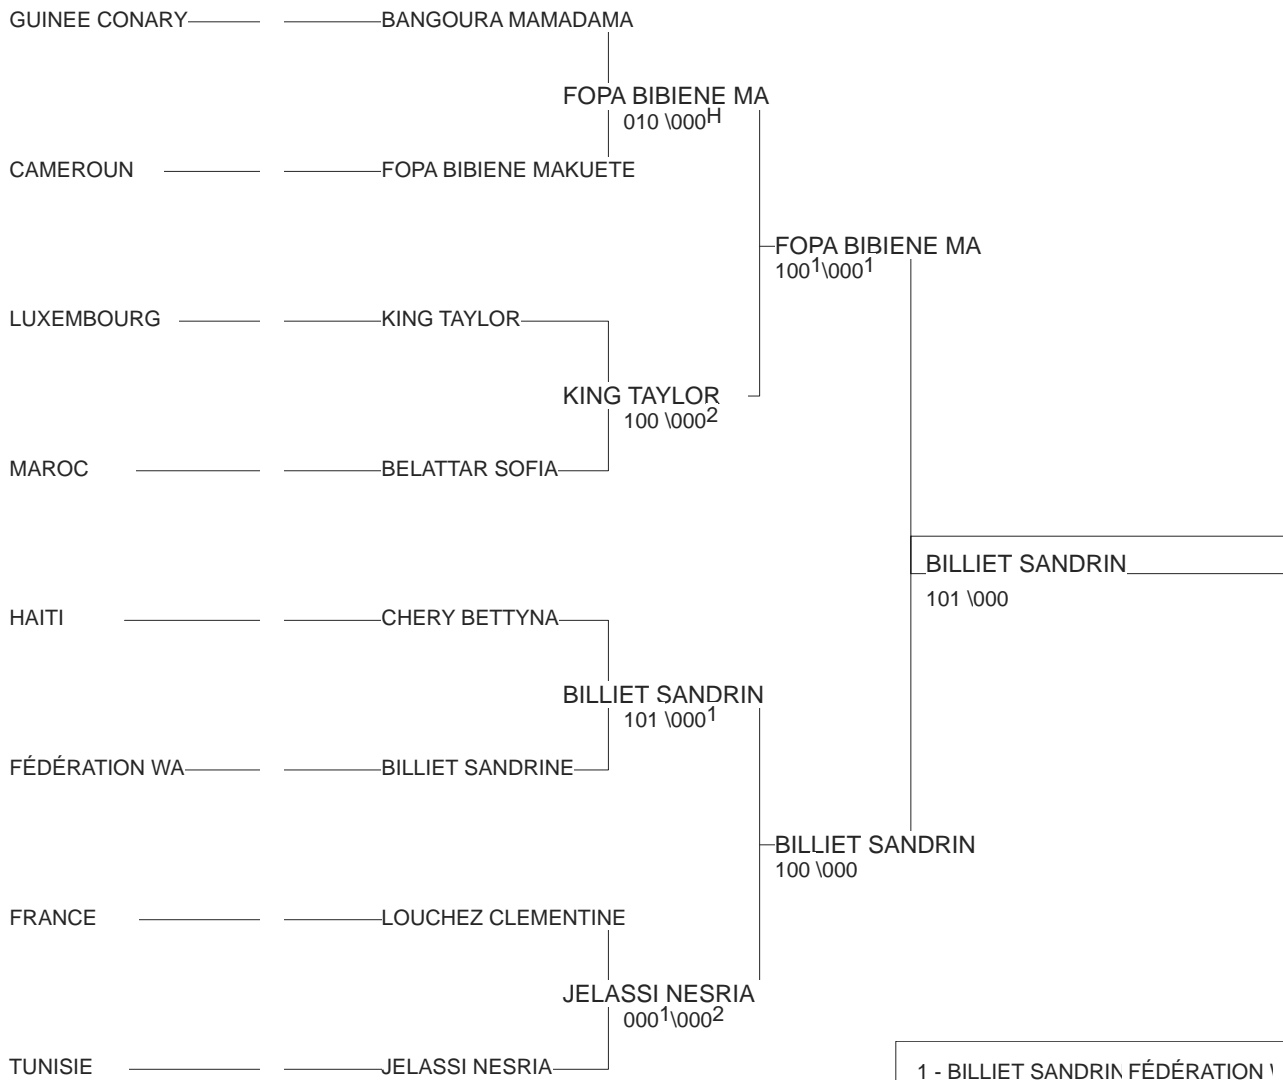 GUINEE CONARY BANGOURA MAMADAMA
FOPA BIBIENE MA
010 \000H
CAMEROUN FOPA BIBIENE MAKUETE
FOPA BIBIENE MA
1001\0001
LUXEMBOURG KING TAYLOR
KING TAYLOR
100 \0002
MAROC BELATTAR SOFIA
BILLIET SANDRIN
101 \000
HAITI CHERY BETTYNA
BILLIET SANDRIN
101 \0001
FÉDÉRATION WA BILLIET SANDRINE
BILLIET SANDRIN
100 \000
FRANCE LOUCHEZ CLEMENTINE
JELASSI NESRIA
0001\0002
TUNISIE JELASSI NESRIA
1 - BILLIET SANDRIN FÉDÉRATION